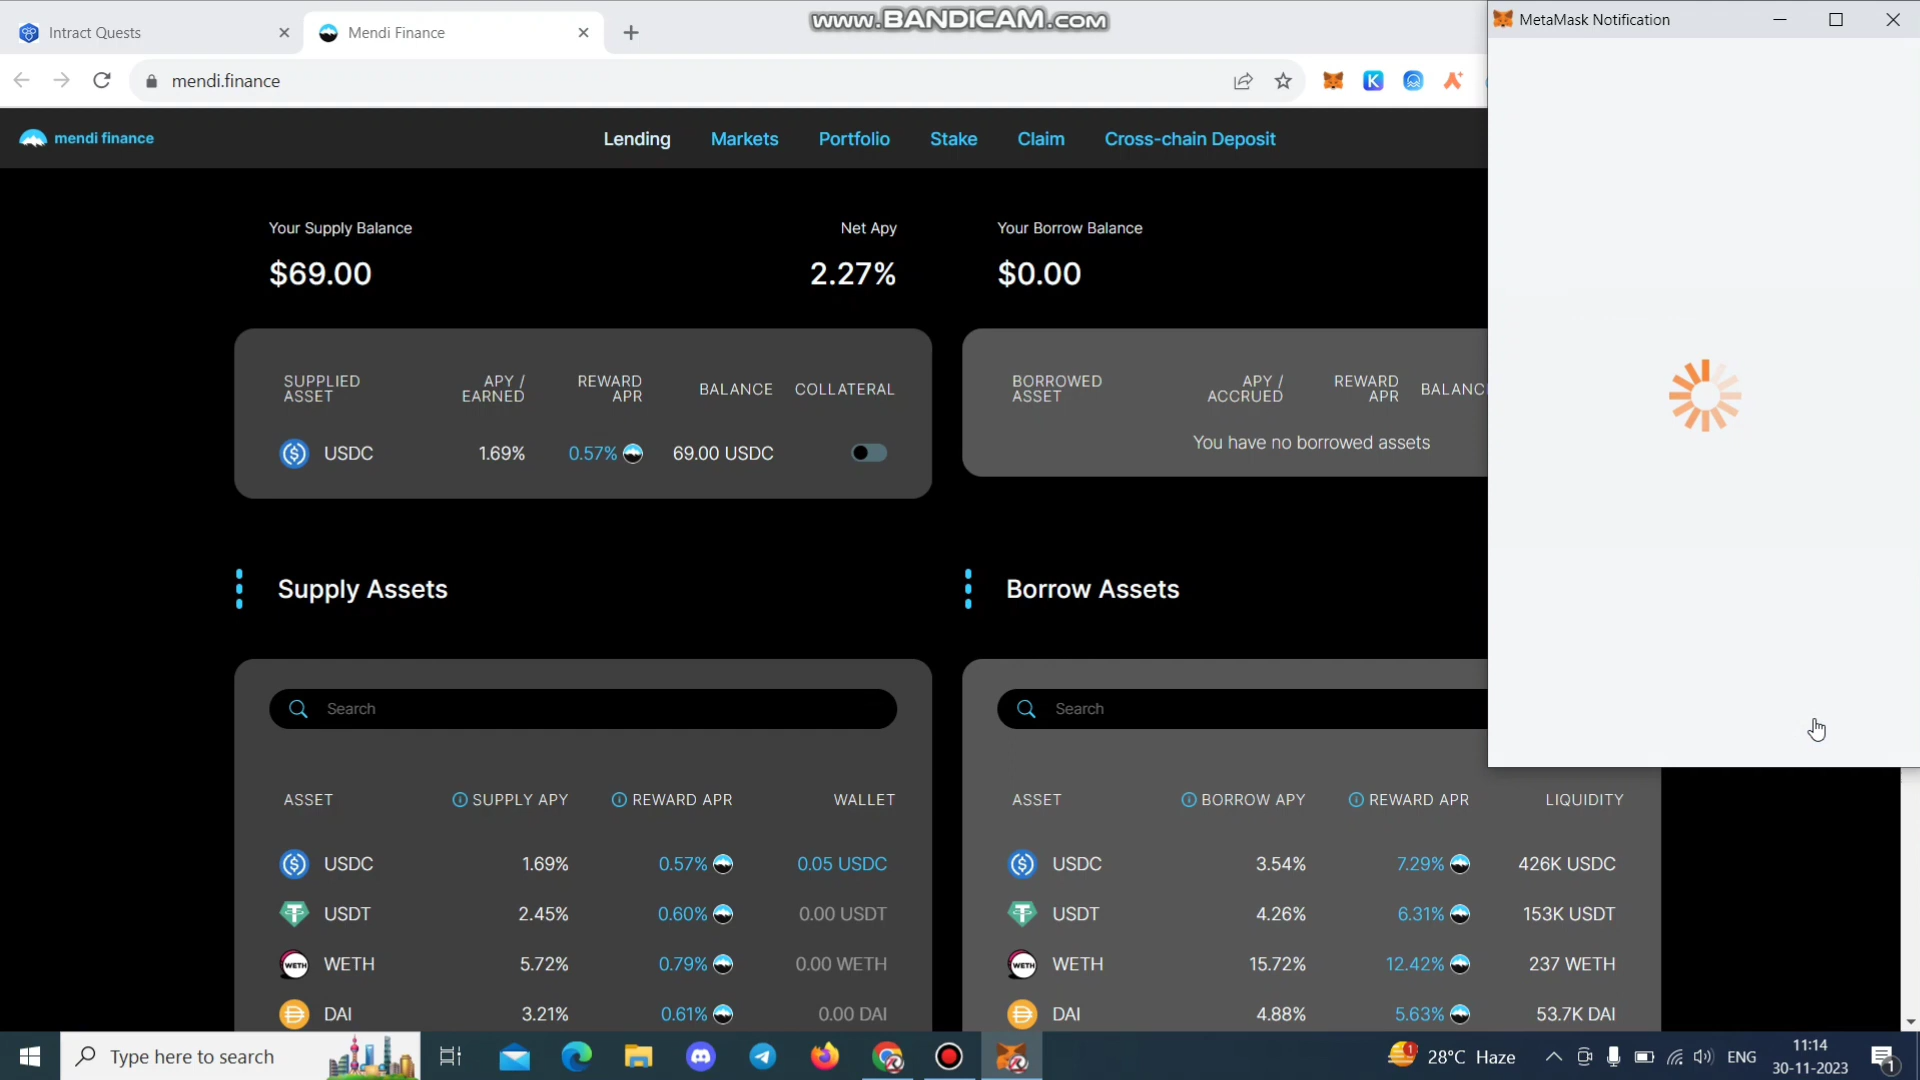 www.BANDICAM.com
Intract Quests
Mendi Finance
MetaMask Notification
mendi.finance
mendi finance
Lending
Markets
Portfolio
Stake
Claim
Cross-chain Deposit
Your Supply Balance
Net Apy
$69.00
2.27%
Your Borrow Balance
$0.00
SUPPLIED ASSET
APY / EARNED
REWARD APR
BALANCE
COLLATERAL
USDC 1.69% 0.57% 69.00 USDC
BORROWED ASSET
APY / ACCRUED
REWARD APR
BALANC
You have no borrowed assets
Supply Assets
Search
ASSET SUPPLY APY REWARD APR WALLET
USDC 1.69% 0.57% 0.05 USDC
USDT 2.45% 0.60% 0.00 USDT
WETH WETH 5.72% 0.79% 0.00 WETH
DAI 3.21% 0.61% 0.00 DAI
Borrow Assets
Search
ASSET BORROW APY REWARD APR LIQUIDITY
USDC 3.54% 7.29% 426K USDC
USDT 4.26% 6.31% 153K USDT
WETH WETH 15.72% 12.42% 237 WETH
DAI 4.88% 5.63% 53.7K DAI
Type here to search
28°C Haze
ENG
11:14
30-11-2023
1